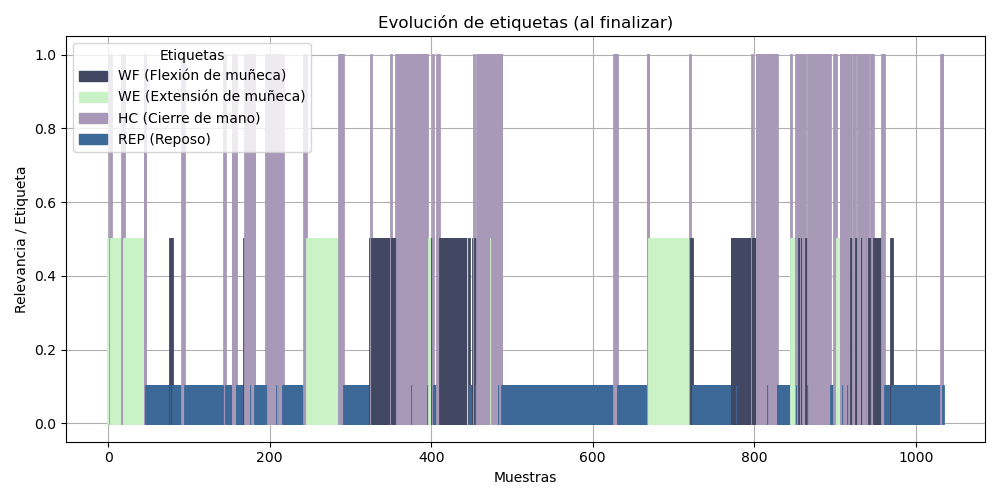 Evolución de etiquetas (al finalizar)
Relevancia / Etiqueta
1.0
0.8
0.6
0.4
0.2
0.0
Etiquetas
WF (Flexión de muñeca)
WE (Extensión de muñeca)
HC (Cierre de mano)
REP (Reposo)
0 200 400 600 800 1000
Muestras